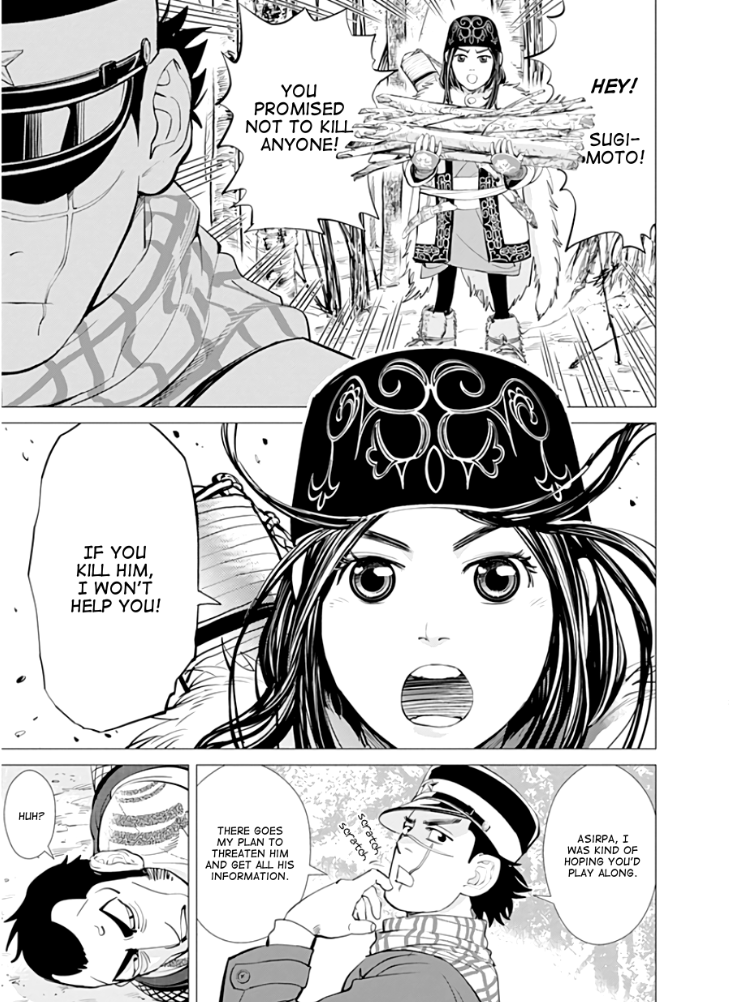 HEY!
SUGI-
MOTO!
YOU
PROMISED
NOT TO KILL
ANYONE!
IF YOU
KILL HIM,
I WON'T
HELP YOU!
ASIRPA, I
WAS KIND OF
HOPING YOU'D
PLAY ALONG.
scratch
scratch
THERE GOES
MY PLAN TO
THREATEN HIM
AND GET ALL HIS
INFORMATION.
HUH?